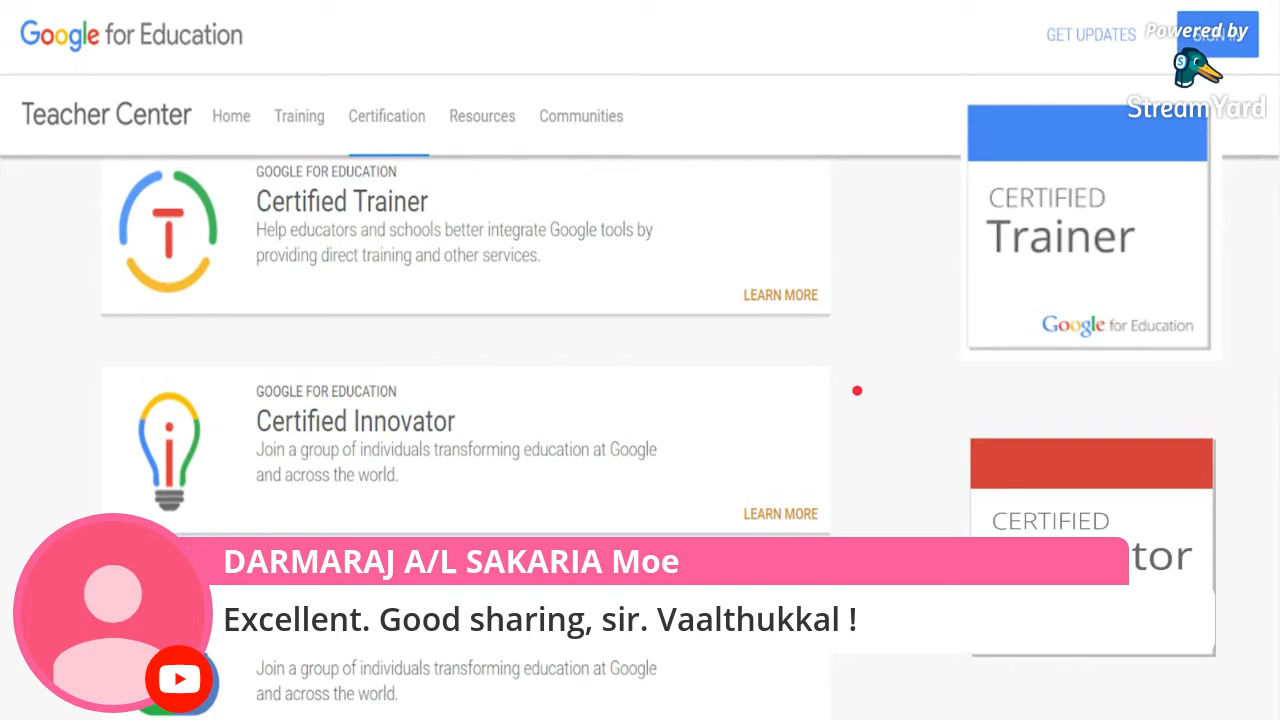 Google for Education
GET UPDATES
Powered by
StreamYard
Teacher Center
Home
Training
Certification
Resources
Communities
GOOGLE FOR EDUCATION
Certified Trainer
Help educators and schools better integrate Google tools by
providing direct training and other services.
LEARN MORE
CERTIFIED
Trainer
Google for Education
GOOGLE FOR EDUCATION
Certified Innovator
Join a group of individuals transforming education at Google
and across the world.
LEARN MORE
CERTIFIED
tor
DARMARAJ A/L SAKARIA Moe
Excellent. Good sharing, sir. Vaalthukkal !
Join a group of individuals transforming education at Google
and across the world.